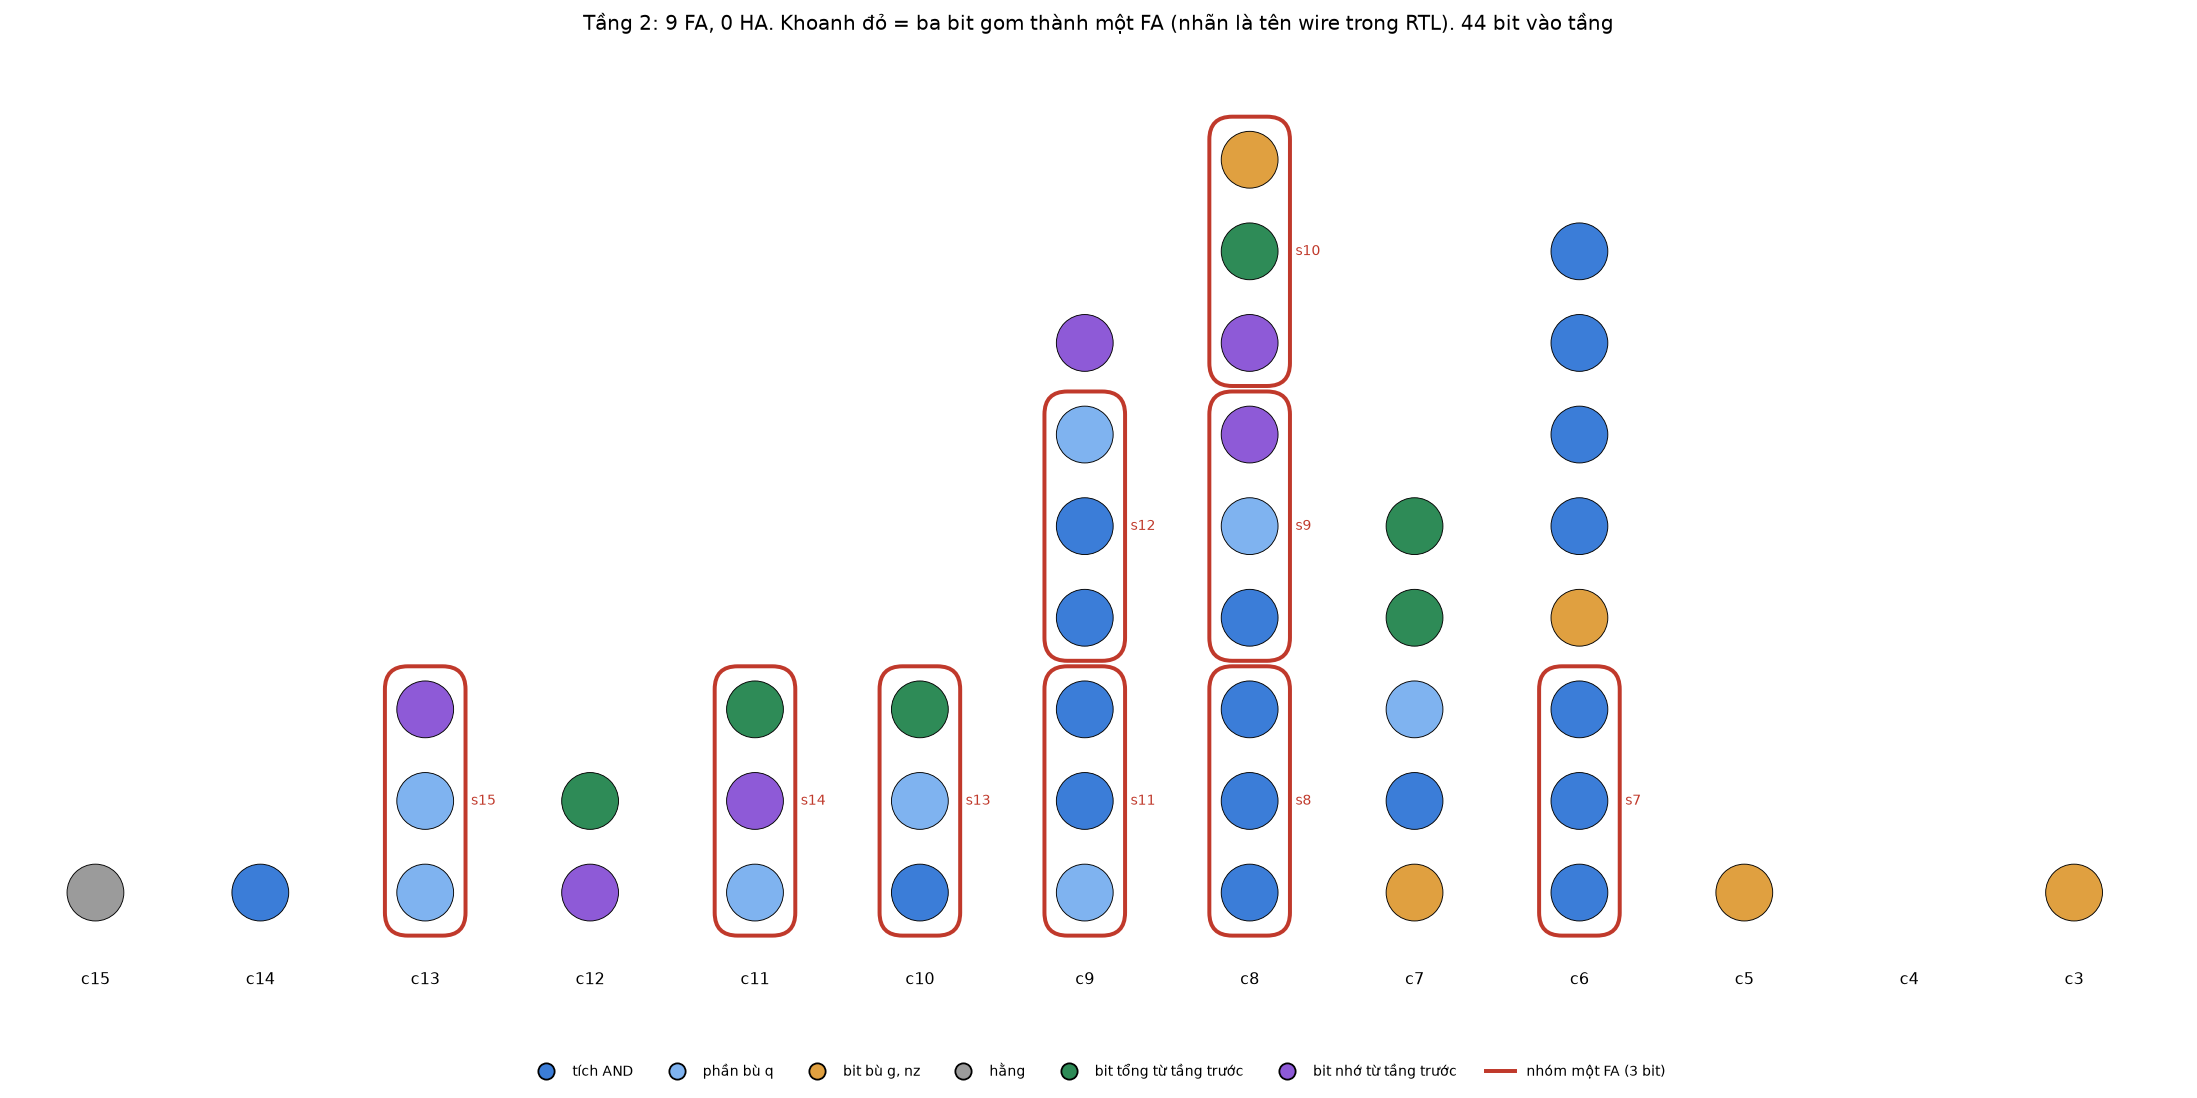 Tầng 2: 9 FA, 0 HA. Khoanh đỏ = ba bit gom thành một FA (nhãn là tên wire trong RTL). 44 bit vào tầng
s10
s12
s9
s15
s14
s13
s11
s8
s7
c15
c14
c13
c12
c11
c10
c9
c8
c7
c6
c5
c4
c3
tích AND
phần bù q
bit bù g, nz
hằng
bit tổng từ tầng trước
bit nhớ từ tầng trước
nhóm một FA (3 bit)